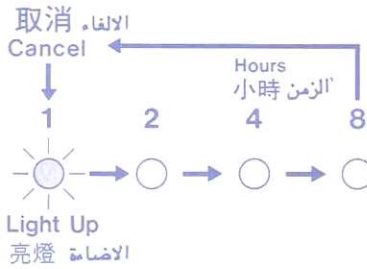 取消 الالغاء.
Cancel
Hours
小時 الزمن
1 2 4 8
Light Up
亮燈 الاضاءة